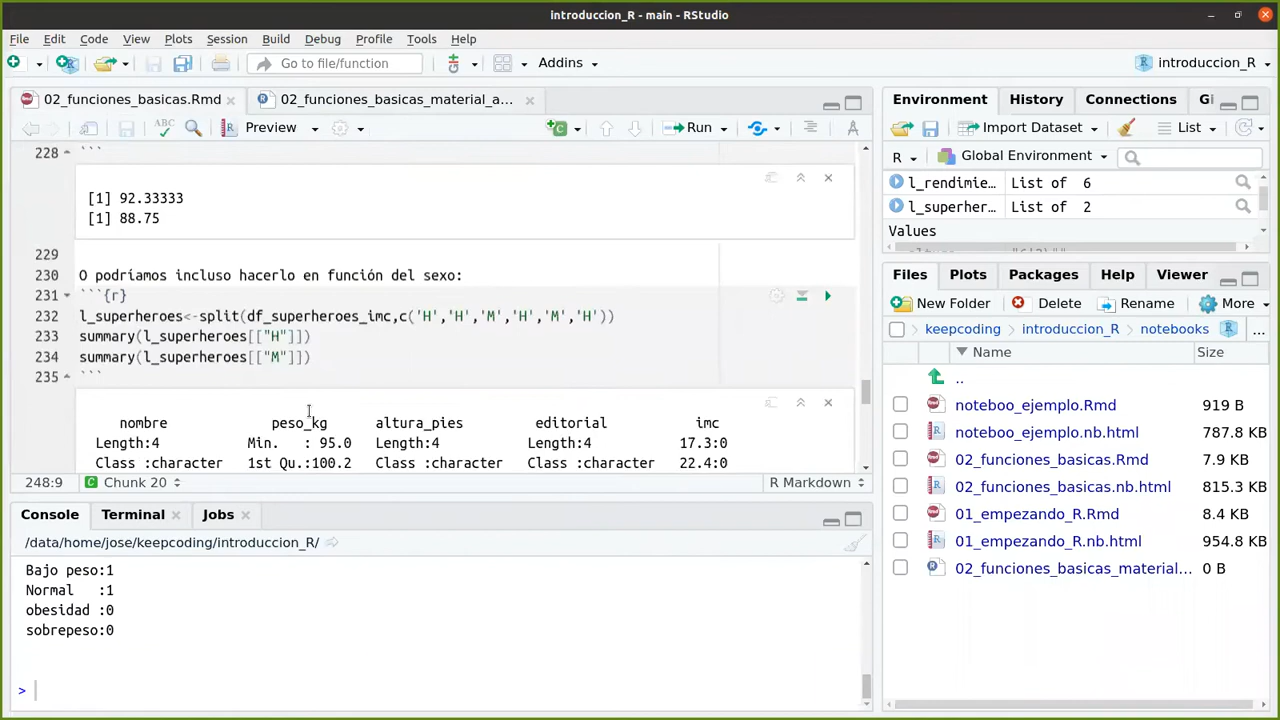 introduccion_R - main - RStudio
File Edit Code View Plots Session Build Debug Profile Tools Help
Go to file/function Addins introduccion_R
02_funciones_basicas.Rmd 02_funciones_basicas_material_a...
Preview Run
228 ```
[1] 92.33333
[1] 88.75
229
230 O podríamos incluso hacerlo en función del sexo:
231 ```{r}
232 l_superheroes<-split(df_superheroes_imc,c('H','H','M','H','M','H'))
233 summary(l_superheroes[["H"]])
234 summary(l_superheroes[["M"]])
235 ```
nombre peso_kg altura_pies editorial imc
Length:4 Min. : 95.0 Length:4 Length:4 17.3:0
Class :character 1st Qu.:100.2 Class :character Class :character 22.4:0
248:9 Chunk 20 R Markdown
Console Terminal Jobs
/data/home/jose/keepcoding/introduccion_R/
Bajo peso:1
Normal :1
obesidad :0
sobrepeso:0
>
Environment History Connections Gi
Import Dataset List
R Global Environment
l_rendimie... List of 6
l_superher... List of 2
Values
Files Plots Packages Help Viewer
New Folder Delete Rename More
keepcoding introduccion_R notebooks ...
Name Size
..
noteboo_ejemplo.Rmd 919 B
noteboo_ejemplo.nb.html 787.8 KB
02_funciones_basicas.Rmd 7.9 KB
02_funciones_basicas.nb.html 815.3 KB
01_empezando_R.Rmd 8.4 KB
01_empezando_R.nb.html 954.8 KB
02_funciones_basicas_material... 0 B